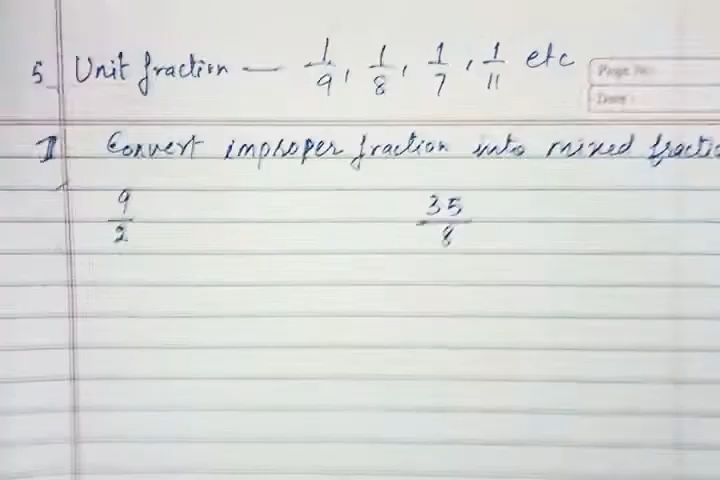 5 Unit fraction — 1/9, 1/8, 1/7, 1/11 etc
Page No:
Date:
I Convert improper fraction into mixed fractio
9/2 35/8